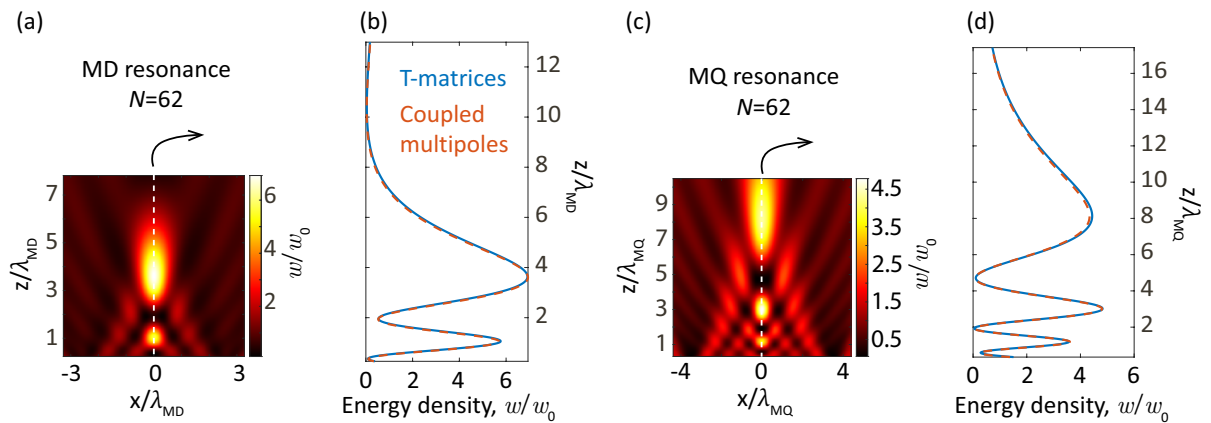 (a)
MD resonance
N=62
7
5
3
1
z/λMD
-3
0
3
x/λMD
6
4
2
w/w0
(b)
T-matrices
Coupled
multipoles
12
10
8
6
4
2
z/λMD
0
2
4
6
Energy density, w/w0
(c)
MQ resonance
N=62
9
7
5
3
1
z/λMQ
-4
0
4
x/λMQ
4.5
3.5
2.5
1.5
0.5
w/w0
(d)
16
14
12
10
8
6
4
2
z/λMQ
0
2
4
6
Energy density, w/w0